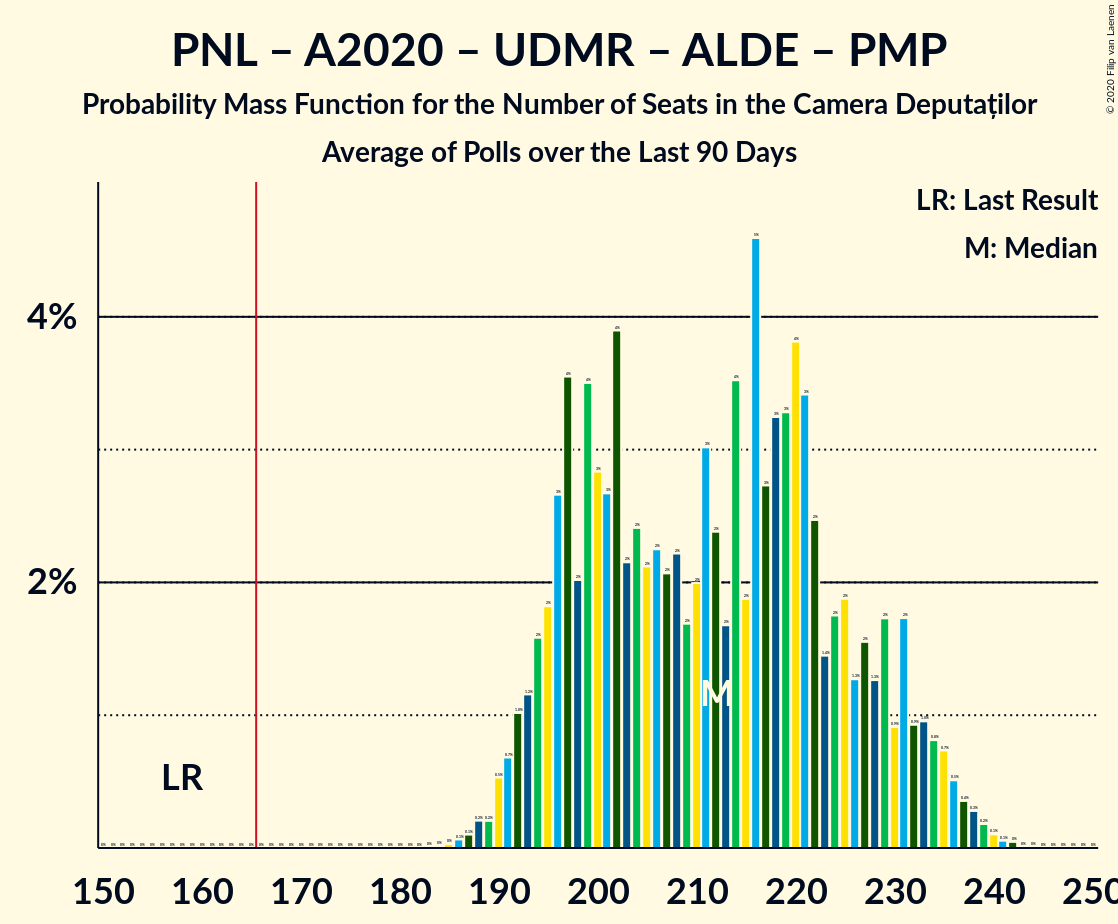 PNL – A2020 – UDMR – ALDE – PMP
Probability Mass Function for the Number of Seats in the Camera Deputaților
Average of Polls over the Last 90 Days
© 2020 Filip van Laenen
LR: Last Result
M: Median
4%
2%
LR
M
150 160 170 180 190 200 210 220 230 240 250